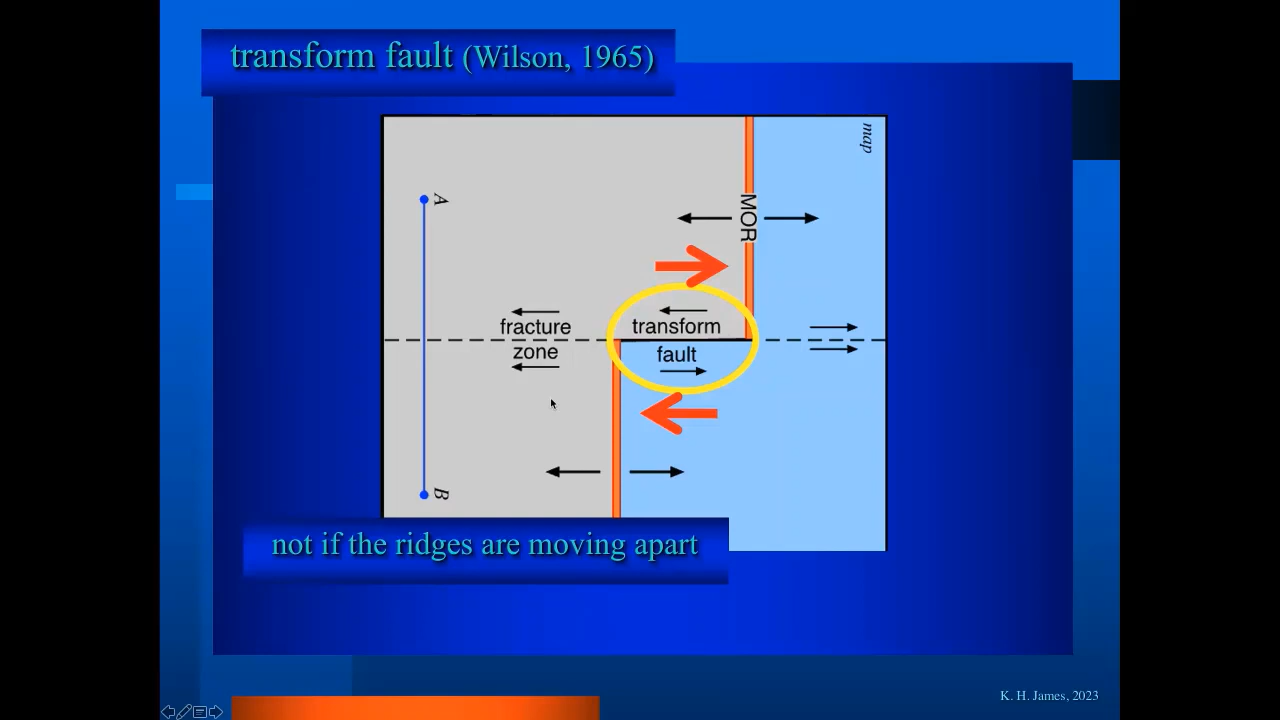 transform fault (Wilson, 1965)
map
A
MOR
fracture
zone
transform
fault
B
not if the ridges are moving apart
K. H. James, 2023